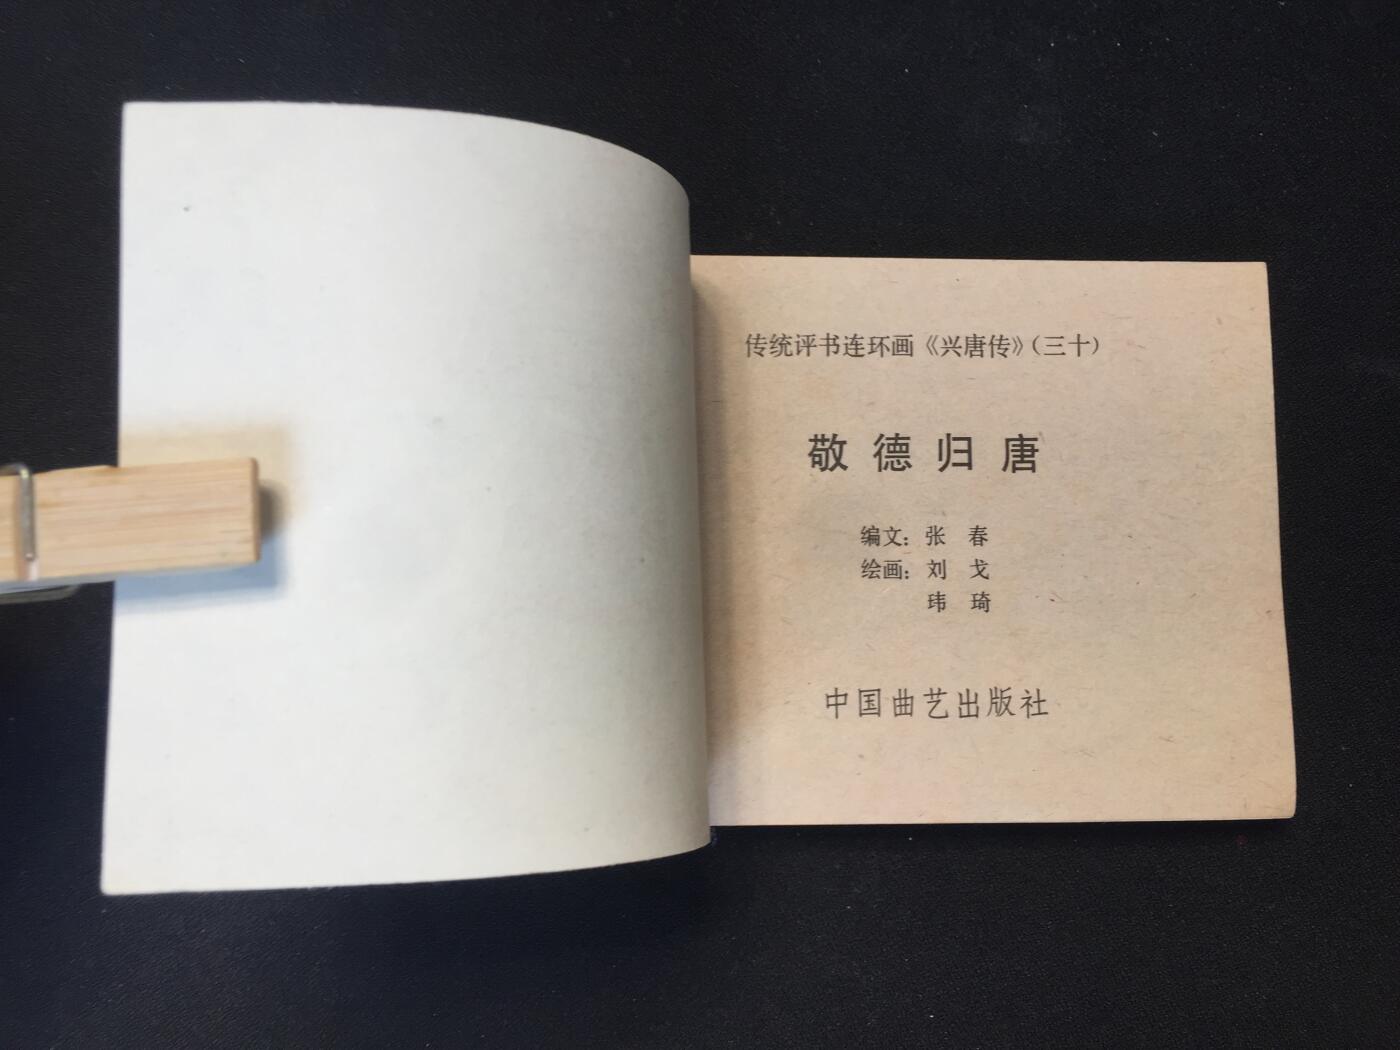 传统评书连环画《兴唐传》(三十)
敬德归唐
编文：张 春
绘画：刘 戈
玮 琦
中国曲艺出版社